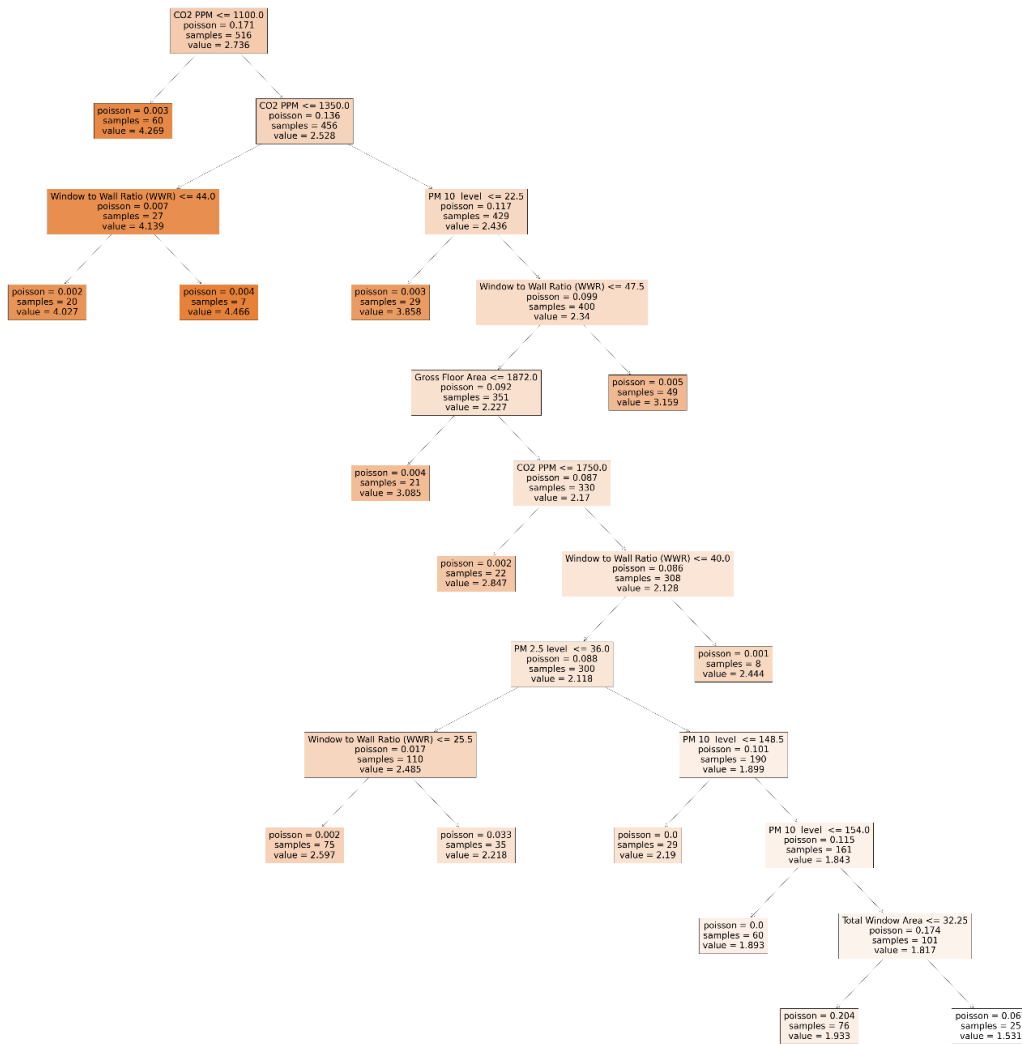 CO2 PPM <= 1100.0
poisson = 0.171
samples = 516
value = 2.736
poisson = 0.003
samples = 60
value = 4.269
CO2 PPM <= 1350.0
poisson = 0.136
samples = 456
value = 2.528
Window to Wall Ratio (WWR) <= 44.0
poisson = 0.007
samples = 27
value = 4.139
PM 10  level  <= 22.5
poisson = 0.117
samples = 429
value = 2.436
poisson = 0.002
samples = 20
value = 4.027
poisson = 0.004
samples = 7
value = 4.466
poisson = 0.003
samples = 29
value = 3.858
Window to Wall Ratio (WWR) <= 47.5
poisson = 0.099
samples = 400
value = 2.34
Gross Floor Area <= 1872.0
poisson = 0.092
samples = 351
value = 2.227
poisson = 0.005
samples = 49
value = 3.159
poisson = 0.004
samples = 21
value = 3.085
CO2 PPM <= 1750.0
poisson = 0.087
samples = 330
value = 2.17
poisson = 0.002
samples = 22
value = 2.847
Window to Wall Ratio (WWR) <= 40.0
poisson = 0.086
samples = 308
value = 2.128
PM 2.5 level  <= 36.0
poisson = 0.088
samples = 300
value = 2.118
poisson = 0.001
samples = 8
value = 2.444
Window to Wall Ratio (WWR) <= 25.5
poisson = 0.017
samples = 110
value = 2.485
PM 10  level  <= 148.5
poisson = 0.101
samples = 190
value = 1.899
poisson = 0.002
samples = 75
value = 2.597
poisson = 0.033
samples = 35
value = 2.218
poisson = 0.0
samples = 29
value = 2.19
PM 10  level  <= 154.0
poisson = 0.115
samples = 161
value = 1.843
poisson = 0.0
samples = 60
value = 1.893
Total Window Area <= 32.25
poisson = 0.174
samples = 101
value = 1.817
poisson = 0.204
samples = 76
value = 1.933
poisson = 0.06
samples = 25
value = 1.531